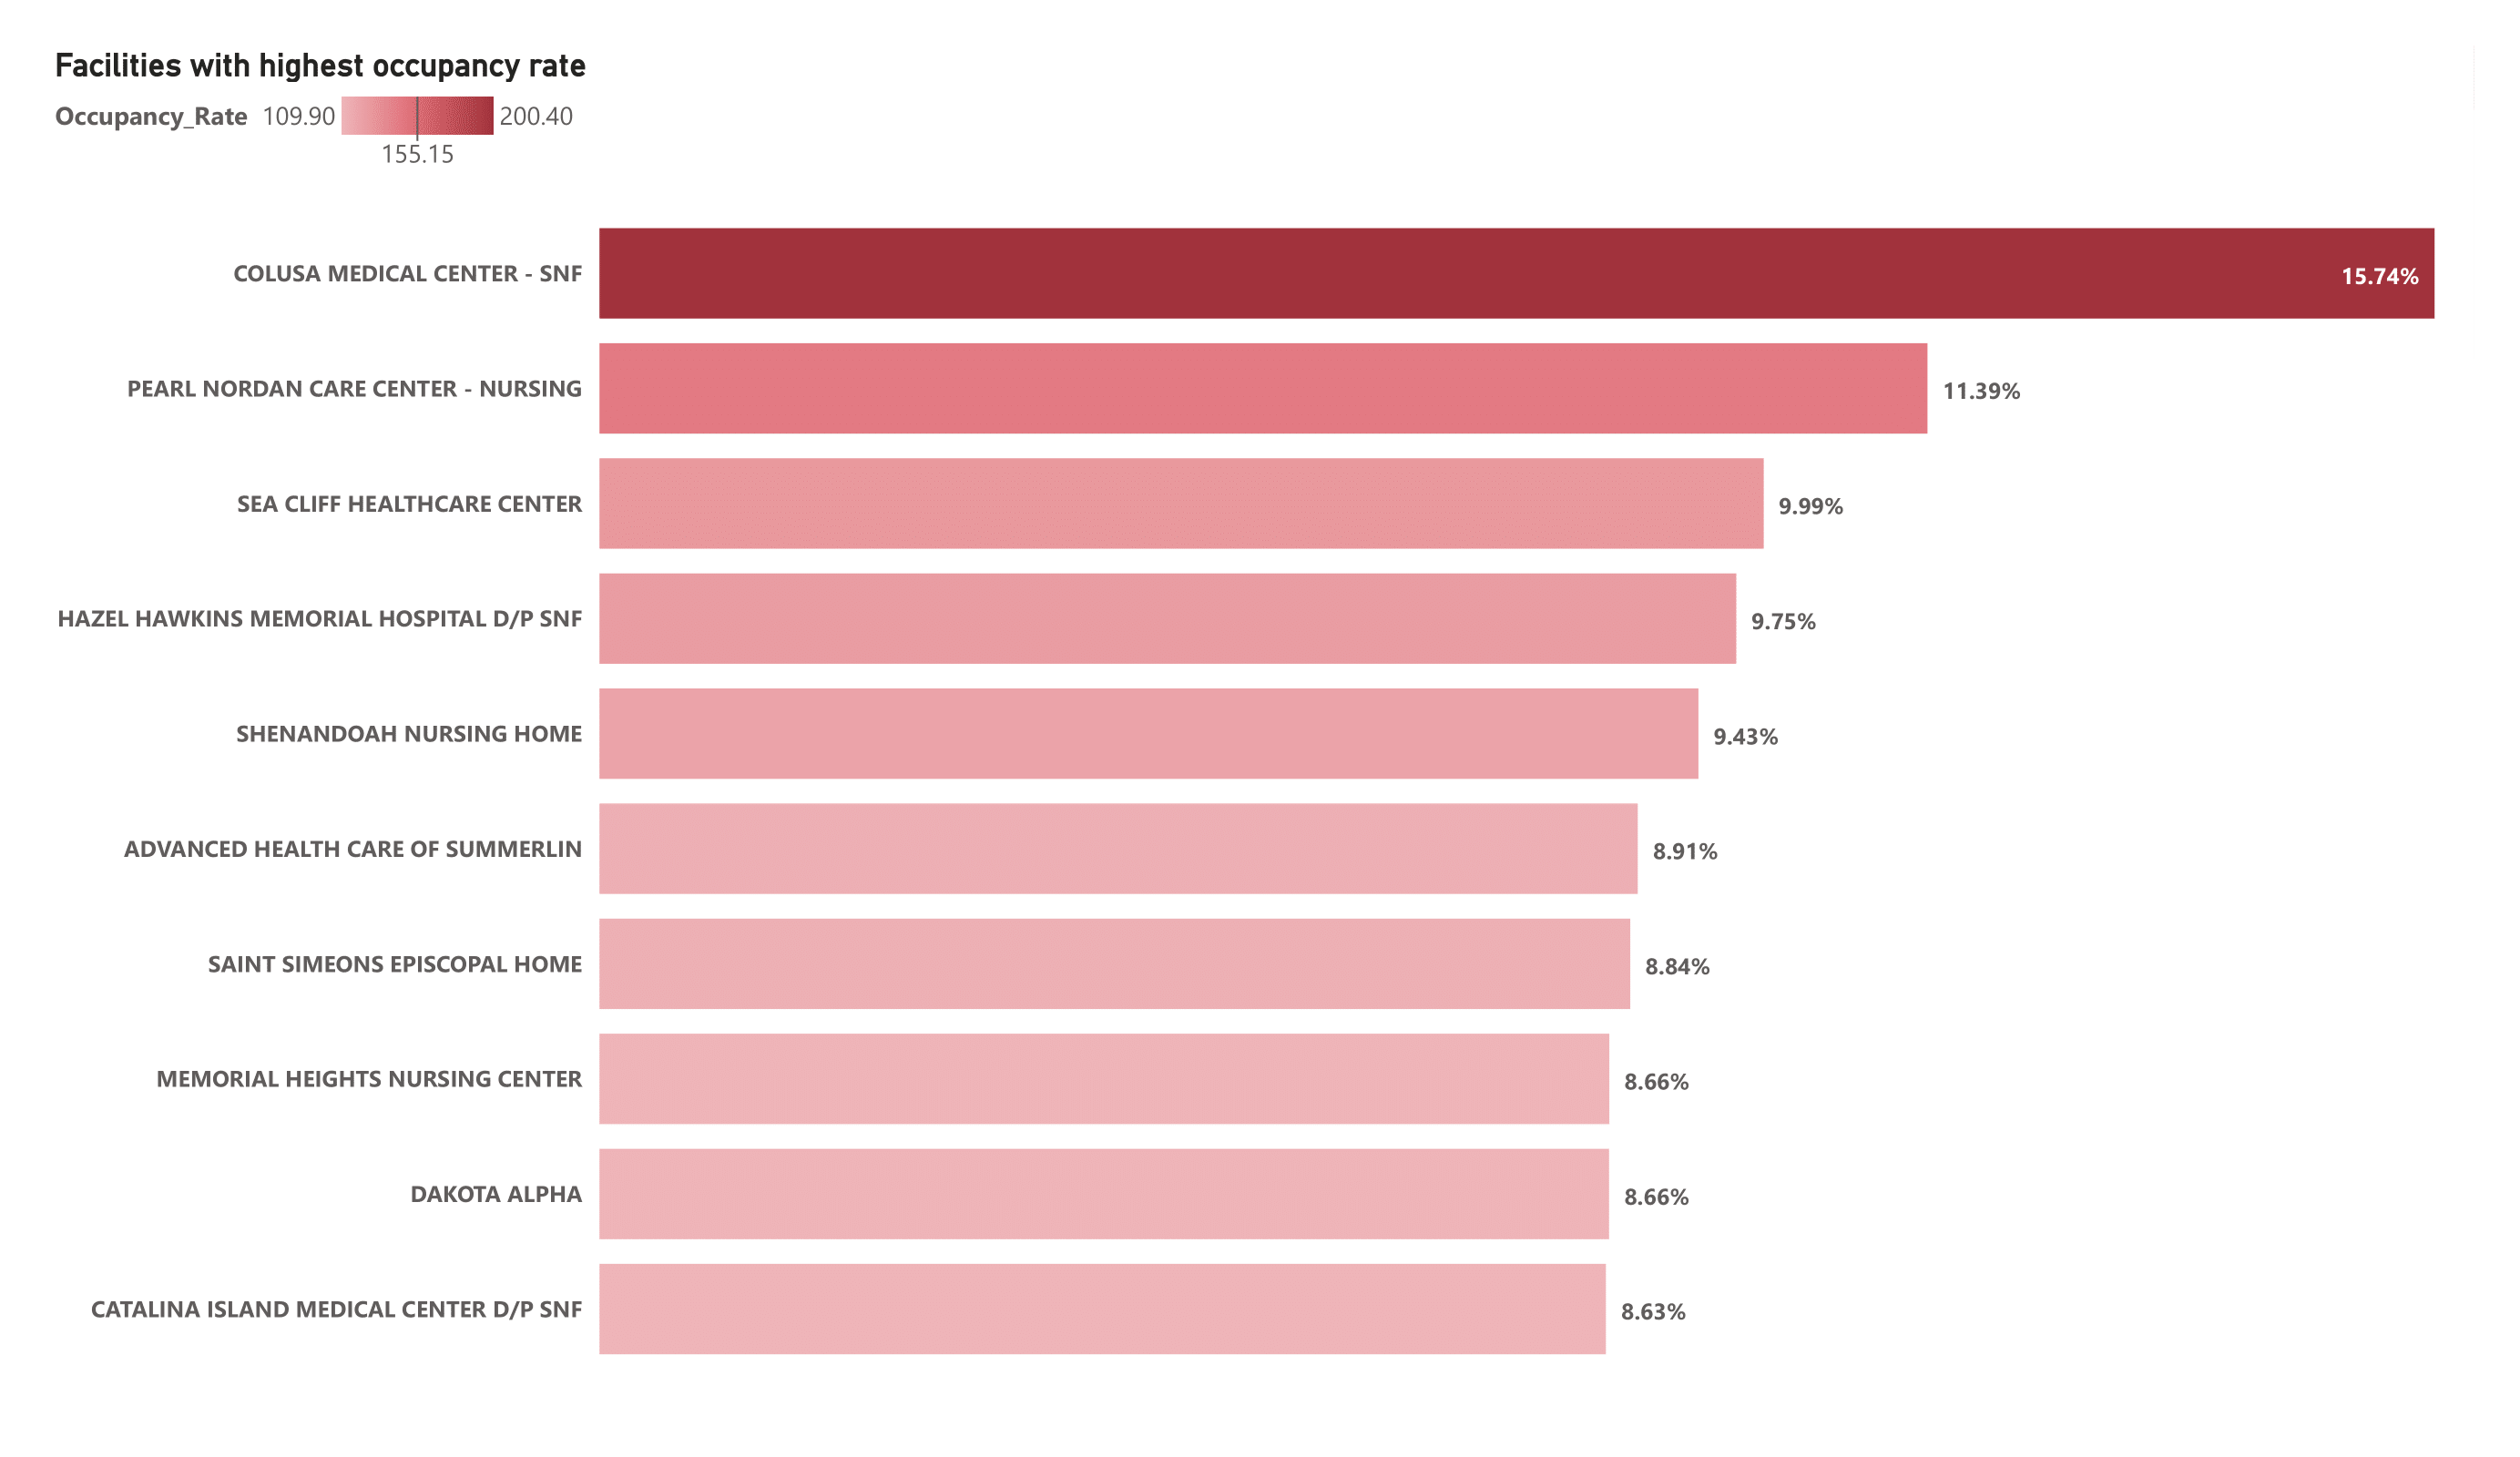 Facilities with highest occupancy rate
Occupancy_Rate 109.90 200.40
155.15
COLUSA MEDICAL CENTER - SNF 15.74%
PEARL NORDAN CARE CENTER - NURSING 11.39%
SEA CLIFF HEALTHCARE CENTER 9.99%
HAZEL HAWKINS MEMORIAL HOSPITAL D/P SNF 9.75%
SHENANDOAH NURSING HOME 9.43%
ADVANCED HEALTH CARE OF SUMMERLIN 8.91%
SAINT SIMEONS EPISCOPAL HOME 8.84%
MEMORIAL HEIGHTS NURSING CENTER 8.66%
DAKOTA ALPHA 8.66%
CATALINA ISLAND MEDICAL CENTER D/P SNF 8.63%